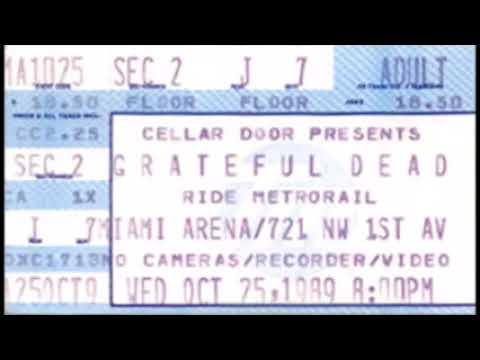 MA1025 SEC 2 J 7 ADULT
18.50 FLOOR FLOOR 18.50
CC2.25 CELLAR DOOR PRESENTS
SEC 2 GRATEFUL DEAD
CA 1X RIDE METRORAIL
I 7 MIAMI ARENA/721 NW 1ST AV
OXC1713 NO CAMERAS/RECORDER/VIDEO
A25OCT9 WED OCT 25,1989 8:00PM